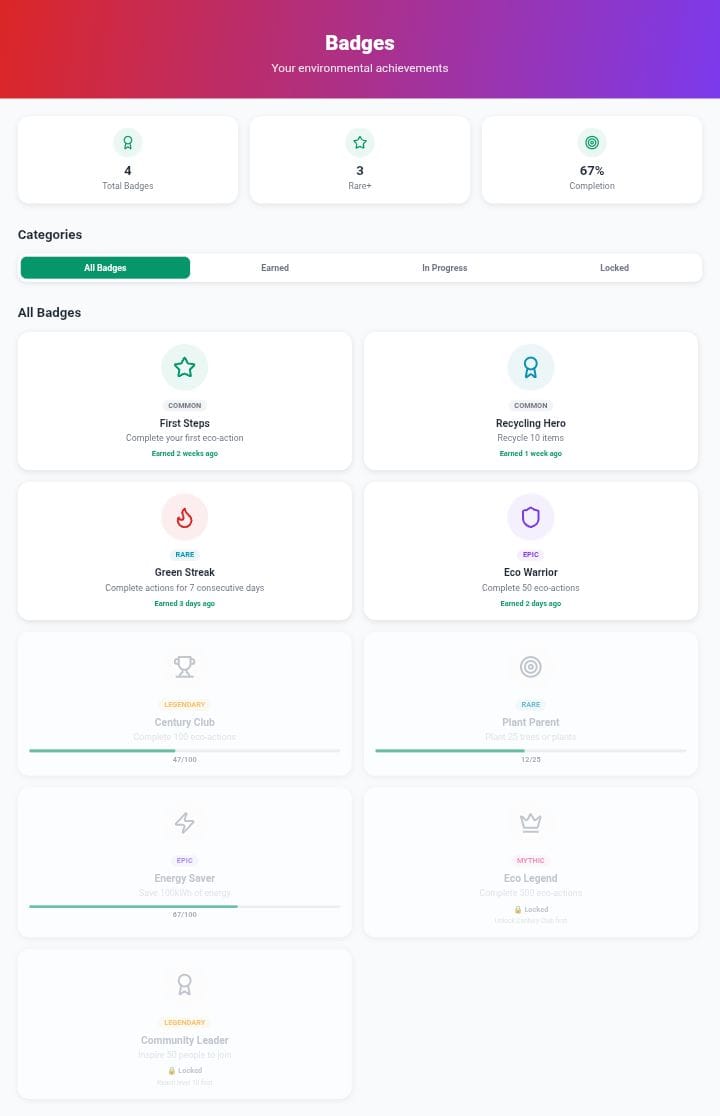 Badges
Your environmental achievements
4
Total Badges
3
Rare+
67%
Completion
Categories
All Badges
Earned
In Progress
Locked
All Badges
COMMON
First Steps
Complete your first eco-action
Earned 2 weeks ago
COMMON
Recycling Hero
Recycle 10 items
Earned 1 week ago
RARE
Green Streak
Complete actions for 7 consecutive days
Earned 3 days ago
EPIC
Eco Warrior
Complete 50 eco-actions
Earned 2 days ago
LEGENDARY
Century Club
Complete 100 eco-actions
47/100
RARE
Plant Parent
Plant 25 trees or plants
12/25
EPIC
Energy Saver
Save 100kWh of energy
67/100
MYTHIC
Eco Legend
Complete 500 eco-actions
🔒 Locked
Unlock Century Club first
LEGENDARY
Community Leader
Inspire 50 people to join
🔒 Locked
Reach level 10 first